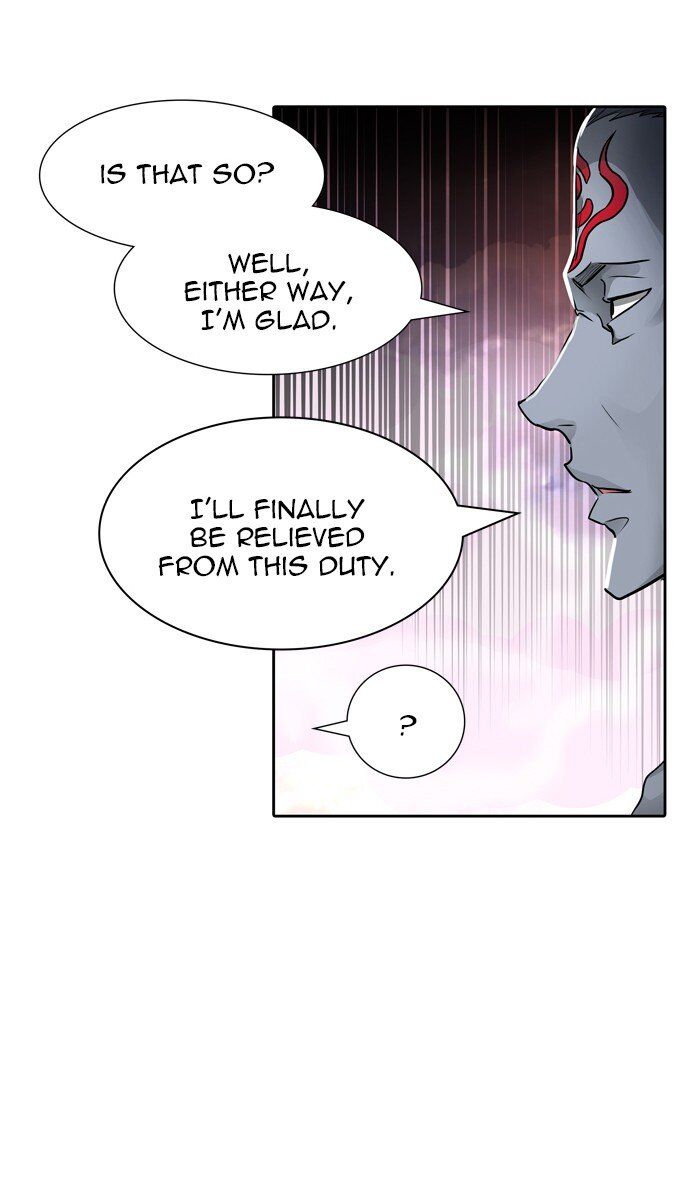 IS THAT SO?
WELL,
EITHER WAY,
I'M GLAD.
I'LL FINALLY
BE RELIEVED
FROM THIS DUTY.
?